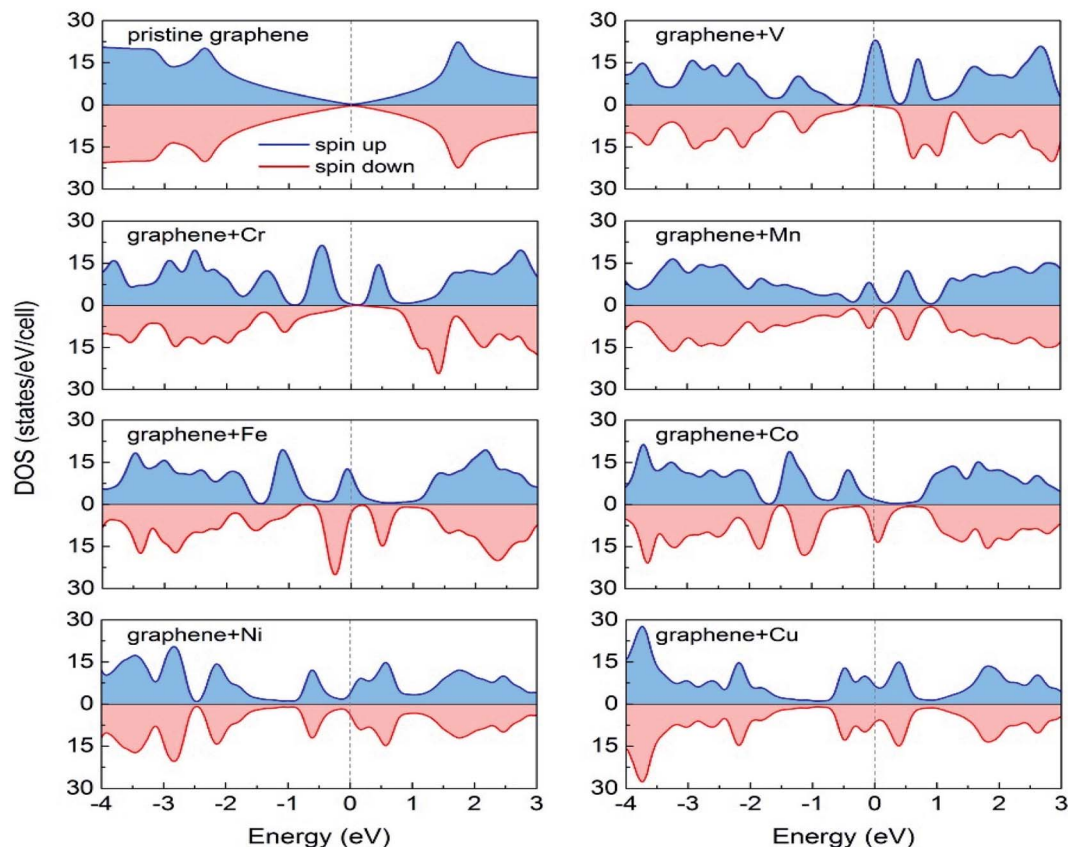 DOS (states/eV/cell)
30
15
0
15
30
pristine graphene
spin up
spin down
30
15
0
15
30
graphene+V
30
15
0
15
30
graphene+Cr
30
15
0
15
30
graphene+Mn
30
15
0
15
30
graphene+Fe
30
15
0
15
30
graphene+Co
30
15
0
15
30
graphene+Ni
30
15
0
15
30
graphene+Cu
-4 -3 -2 -1 0 1 2 3
-4 -3 -2 -1 0 1 2 3
Energy (eV)
Energy (eV)